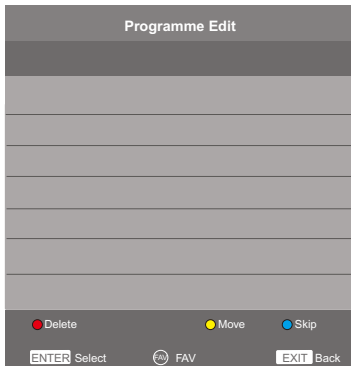 Programme Edit
Delete Move Skip
ENTER Select FAV FAV EXIT Back